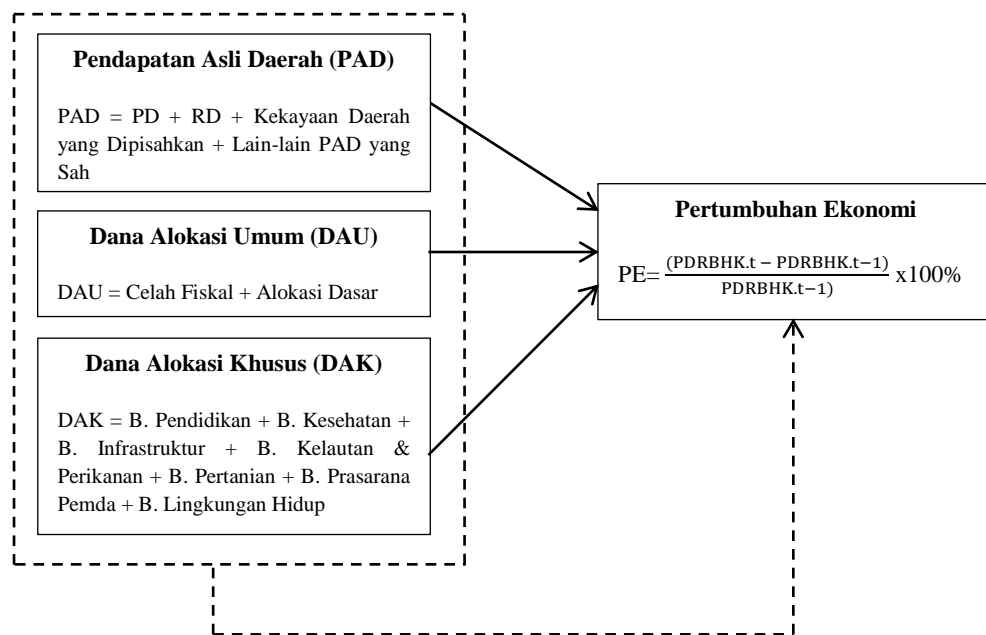 Pendapatan Asli Daerah (PAD)
PAD = PD + RD + Kekayaan Daerah
yang Dipisahkan + Lain-lain PAD yang
Sah
Dana Alokasi Umum (DAU)
DAU = Celah Fiskal + Alokasi Dasar
Dana Alokasi Khusus (DAK)
DAK = B. Pendidikan + B. Kesehatan +
B. Infrastruktur + B. Kelautan &
Perikanan + B. Pertanian + B. Prasarana
Pemda + B. Lingkungan Hidup
Pertumbuhan Ekonomi
(PDRBHK.t − PDRBHK.t−1)
PE= x100%
PDRBHK.t−1)